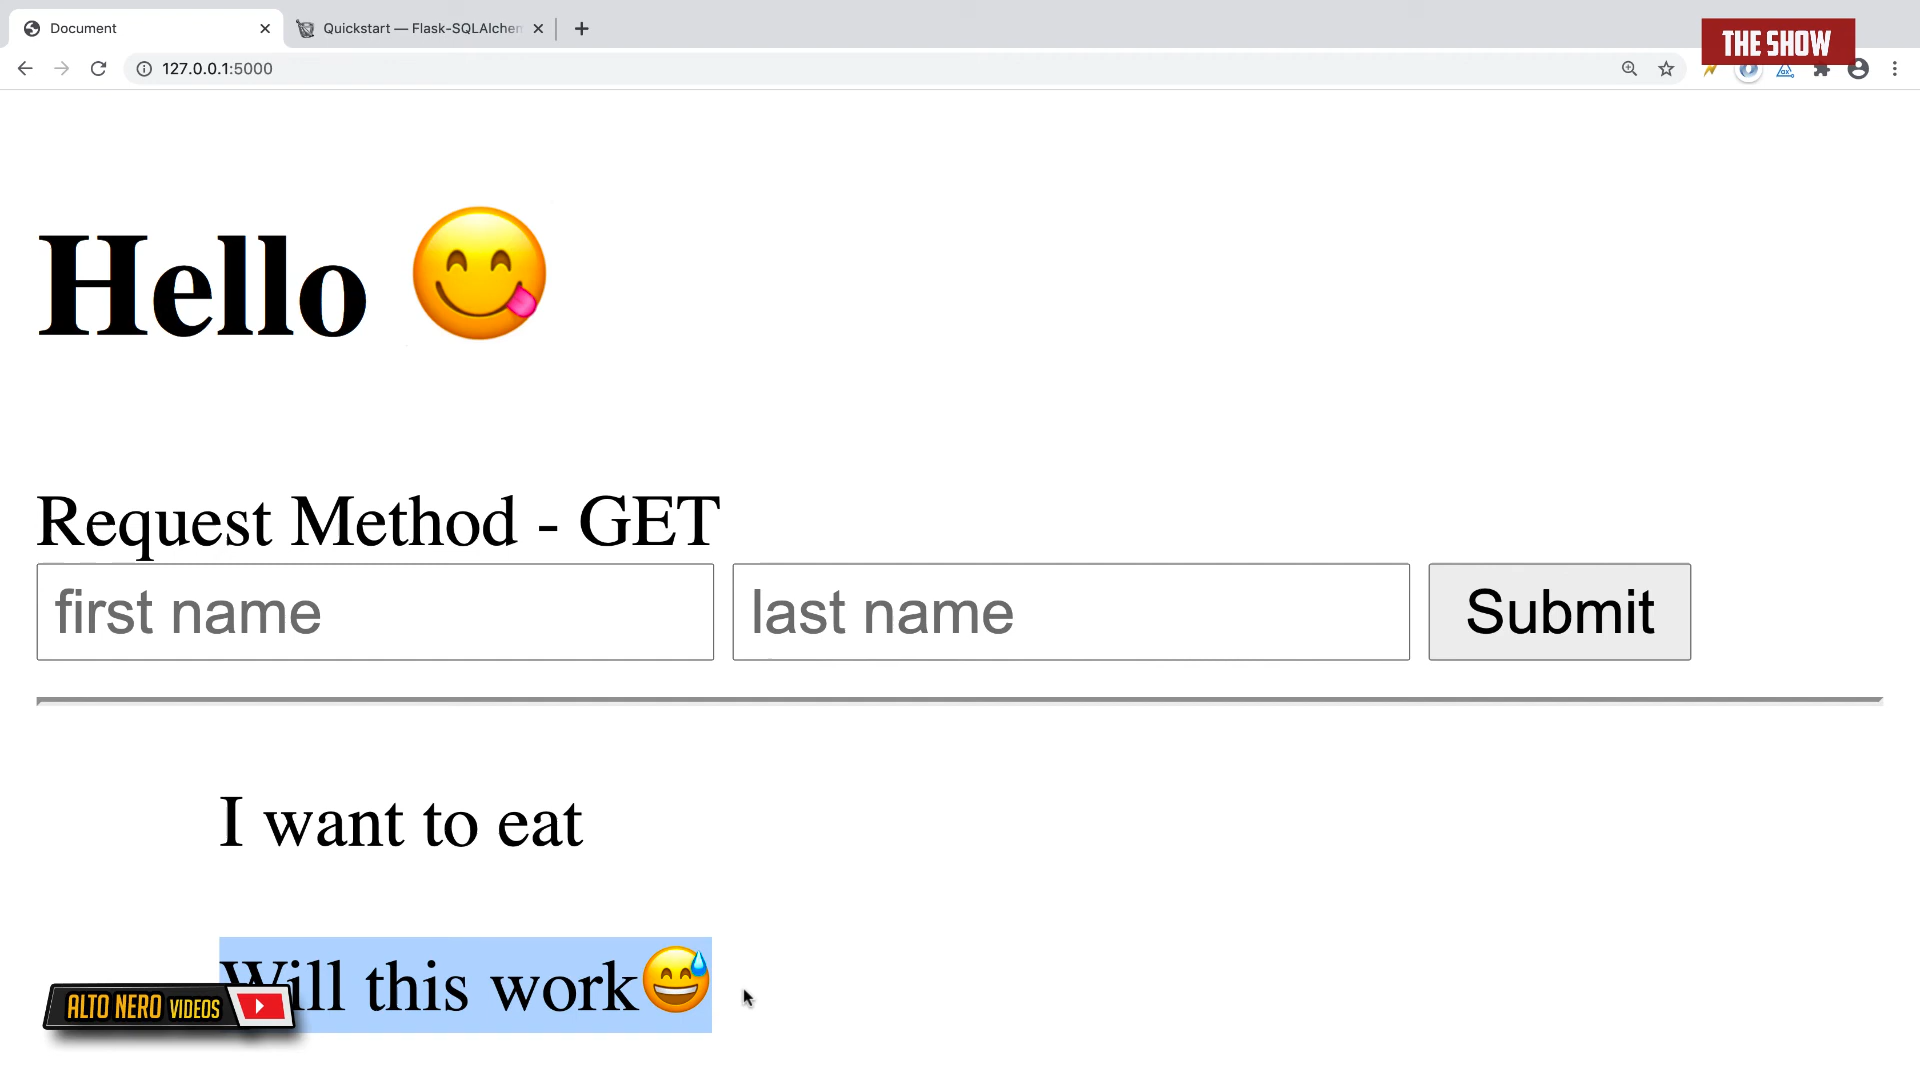 Document
Quickstart — Flask-SQLAlchem
THE SHOW
127.0.0.1:5000
Hello 😋
Request Method - GET
first name
last name
Submit
I want to eat
Will this work😅
ALTO NERO VIDEOS